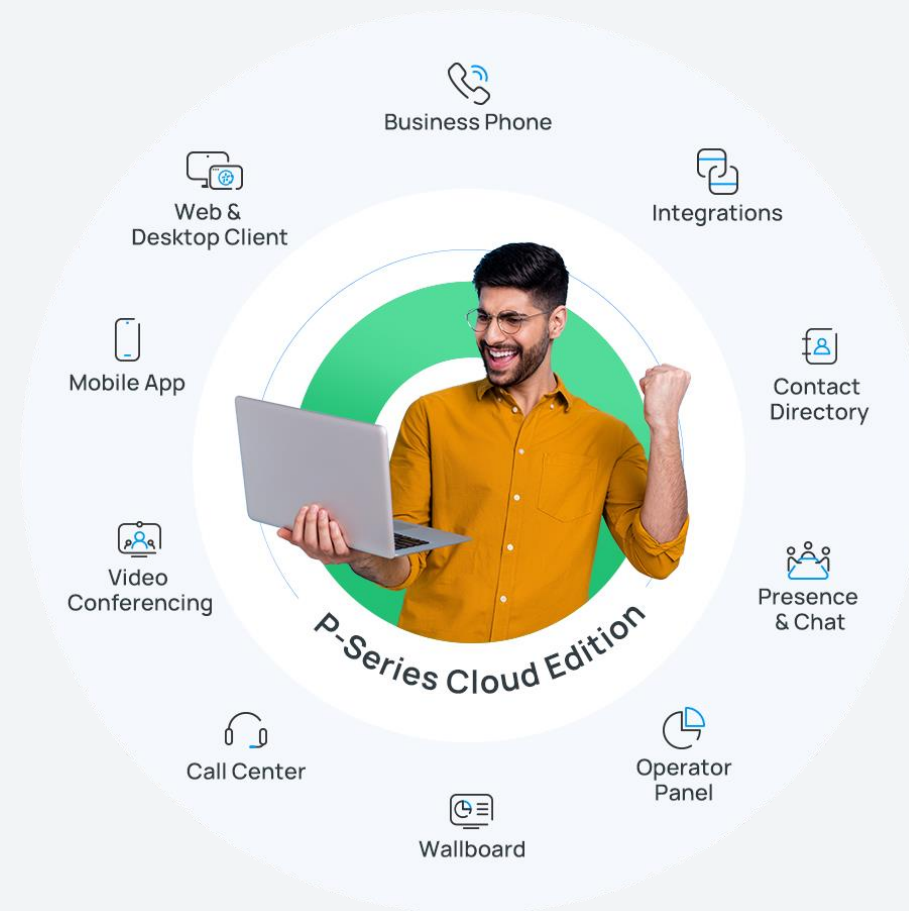 Business Phone
Integrations
Contact
Directory
Presence
& Chat
Operator
Panel
Wallboard
Call Center
Video
Conferencing
Mobile App
Web &
Desktop Client
P-Series Cloud Edition